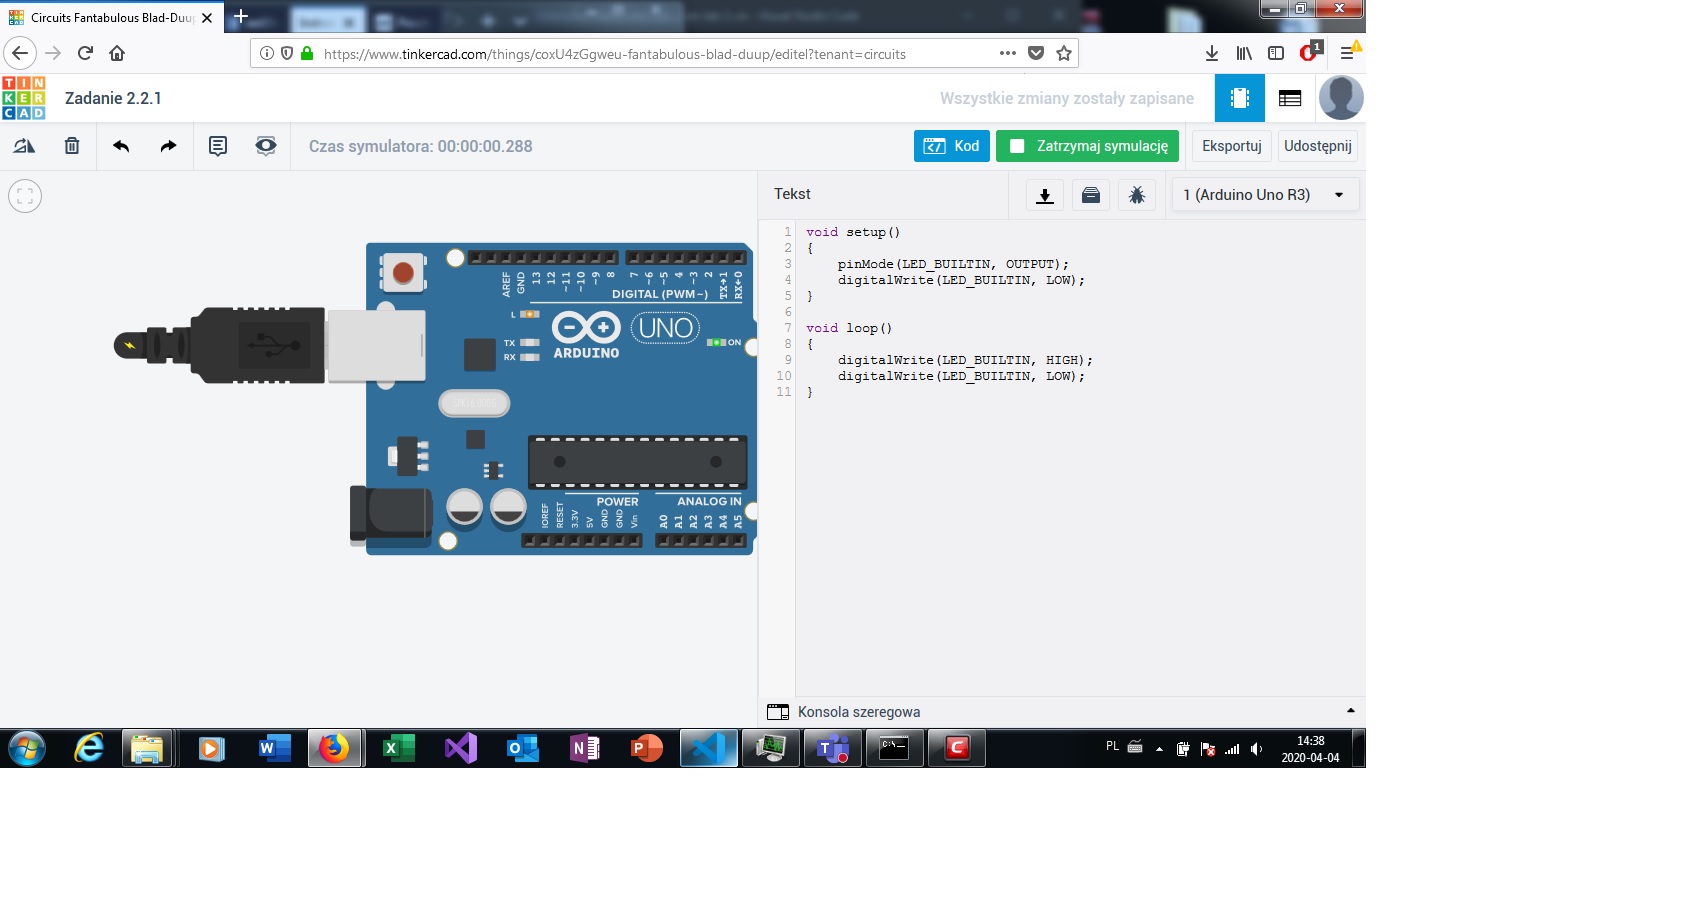 Circuits Fantabulous Blad-Duup
https://www.tinkercad.com/things/coxU4zGgweu-fantabulous-blad-duup/editel?tenant=circuits
1
TIN
KER
CAD
Zadanie 2.2.1
Wszystkie zmiany zostały zapisane
Czas symulatora: 00:00:00.288
Kod
Zatrzymaj symulację
Eksportuj
Udostępnij
Tekst
1 (Arduino Uno R3)
1 void setup()
2 {
3 pinMode(LED_BUILTIN, OUTPUT);
4 digitalWrite(LED_BUILTIN, LOW);
5 }
6
7 void loop()
8 {
9 digitalWrite(LED_BUILTIN, HIGH);
10 digitalWrite(LED_BUILTIN, LOW);
11 }
AREF GND 13 12 ~11 ~10 ~9 8 7 ~6 ~5 4 ~3 2 TX→1 RX←0
DIGITAL (PWM~)
L
TX
RX
UNO
ARDUINO
ON
POWER
ANALOG IN
IOREF RESET 3.3V 5V GND GND Vin A0 A1 A2 A3 A4 A5
Konsola szeregowa
PL
14:38
2020-04-04